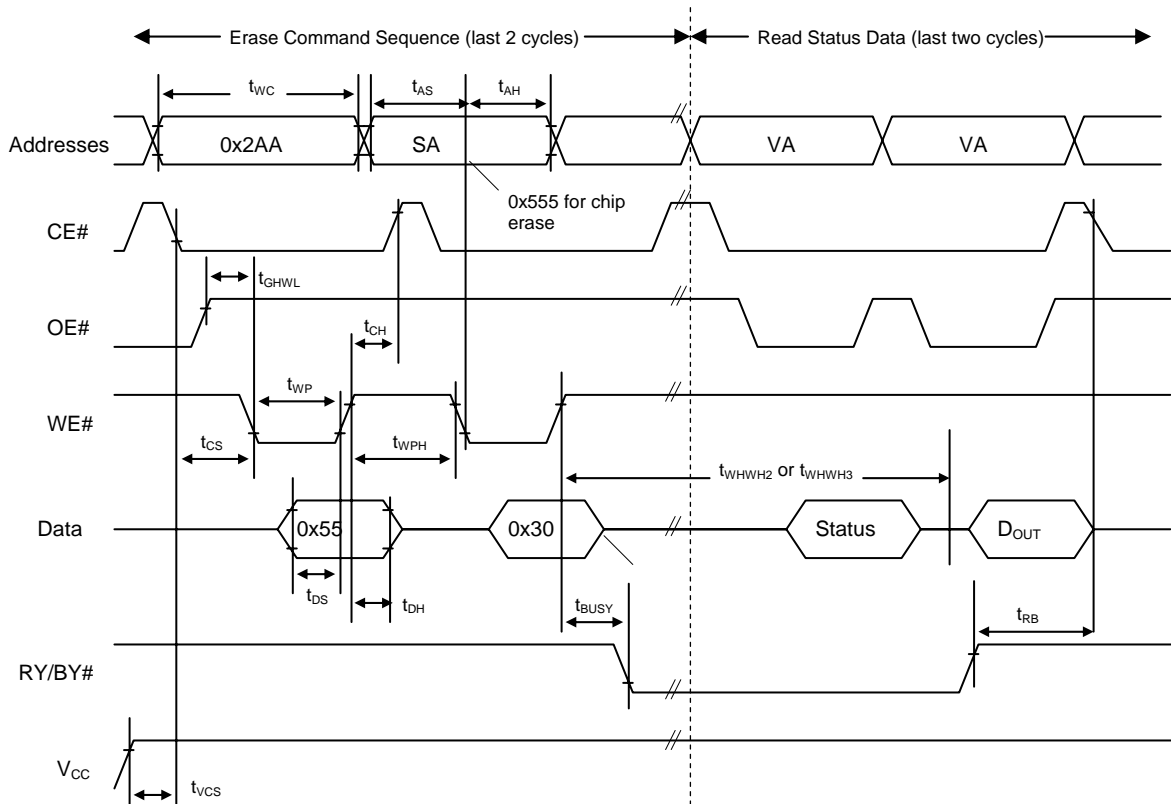 Erase Command Sequence (last 2 cycles)
Read Status Data (last two cycles)
tWC
tAS
tAH
Addresses
0x2AA
SA
VA
VA
0x555 for chip
erase
CE#
tGHWL
OE#
tCH
tWP
WE#
tCS
tWPH
tWHWH2 or tWHWH3
Data
0x55
0x30
Status
DOUT
tDS
tDH
tBUSY
tRB
RY/BY#
VCC
tVCS